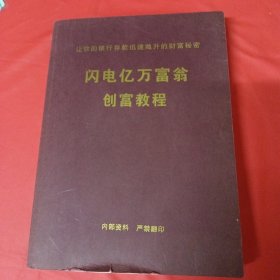 让你的银行存款迅速飚升的财富秘密
闪电亿万富翁
创富教程
内部资料 严禁翻印